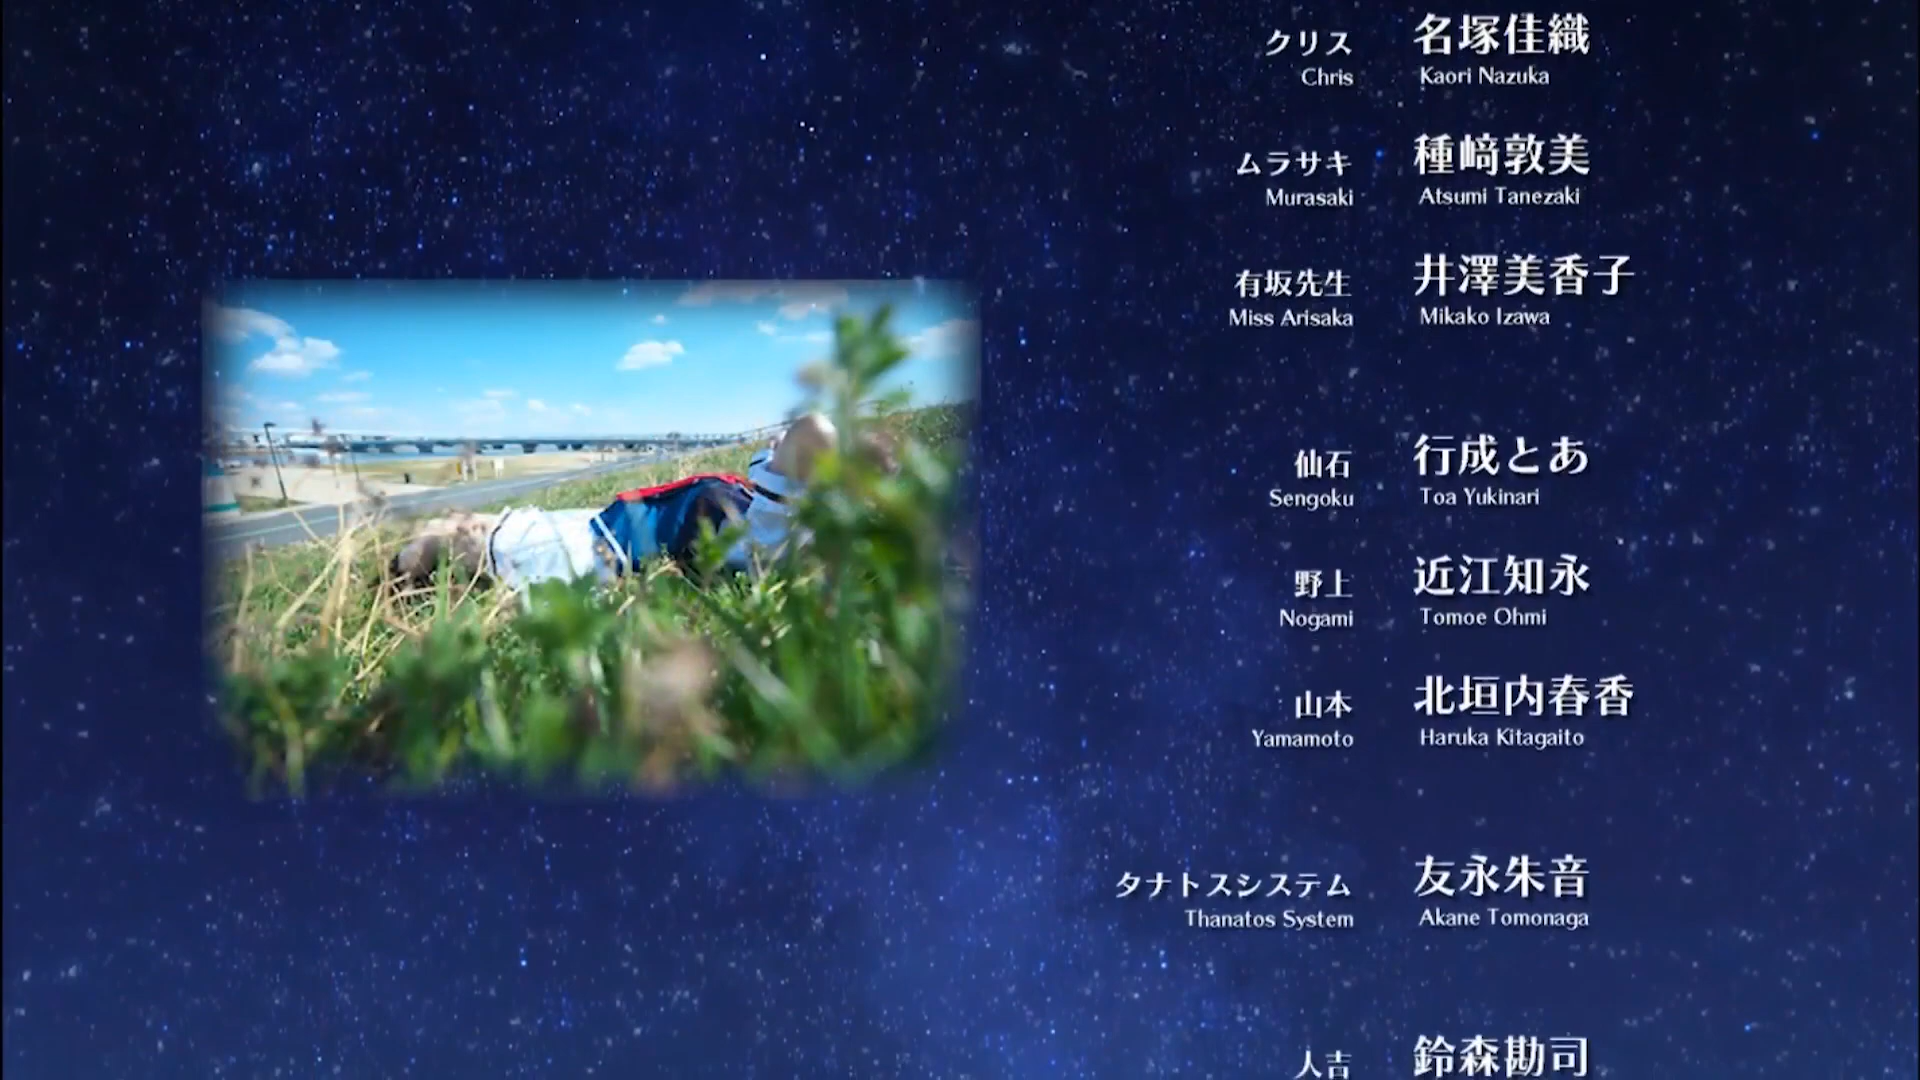 クリス 名塚佳織
Chris Kaori Nazuka
ムラサキ 種﨑敦美
Murasaki Atsumi Tanezaki
有坂先生 井澤美香子
Miss Arisaka Mikako Izawa
仙石 行成とあ
Sengoku Toa Yukinari
野上 近江知永
Nogami Tomoe Ohmi
山本 北垣内春香
Yamamoto Haruka Kitagaito
タナトスシステム 友永朱音
Thanatos System Akane Tomonaga
人吉 鈴森勘司